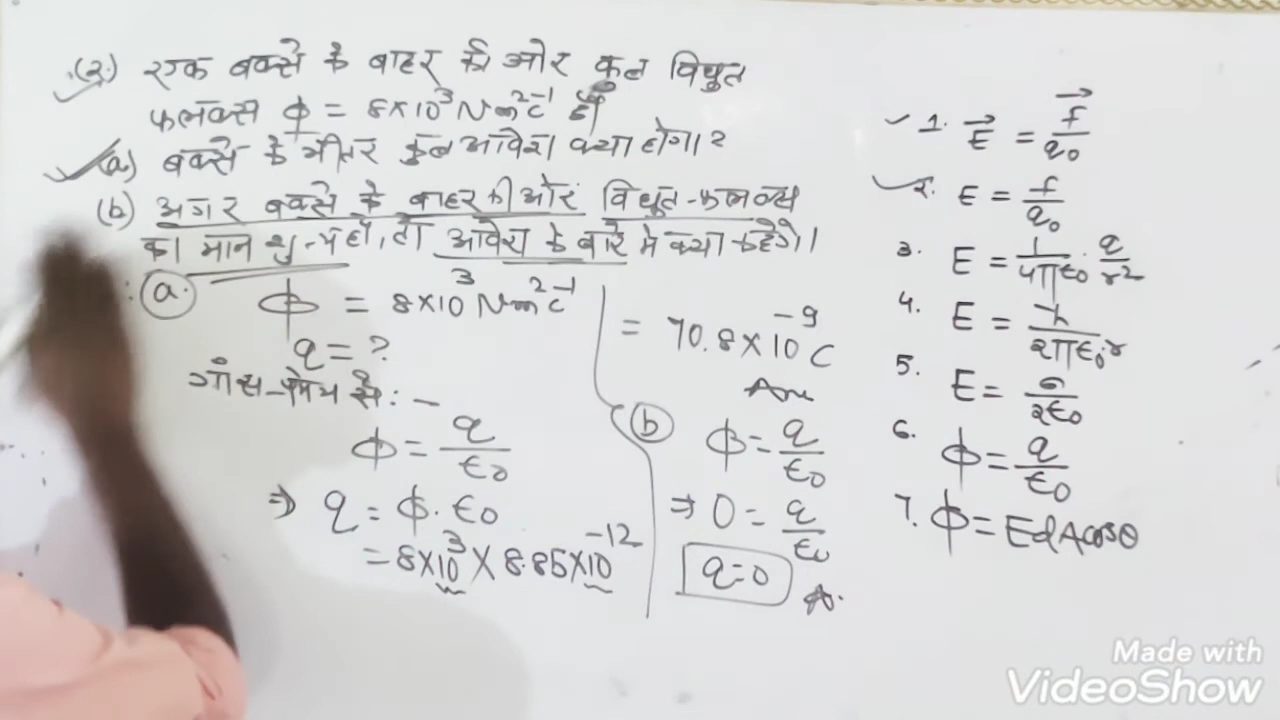 (2.) एक बक्से के बाहर की ओर कुल विद्युत
फ्लक्स ϕ = 8×10³ Nm²C⁻¹ है
(a) बक्से के भीतर कुल आवेश क्या होगा?
(b) अगर बक्से के बाहर की ओर विद्युत-फ्लक्स
का मान शुन्य हो, तो आवेश के बारे मे क्या कहेंगे।
: (a.) ϕ = 8×10³ Nm²C⁻¹
q = ?
गॉस-प्रमेय से: –
ϕ = q/ϵ0
⇒ q = ϕ. ϵ0
= 8×10³ × 8.85×10⁻¹²
= 70.8×10⁻⁹ C
Ans
(b) ϕ = q/ϵ0
⇒ 0 = q/ϵ0
q=0
A.
1. E⃗ = f⃗/q0
2. E = f/q0
3. E = 1/4πϵ0 . q/r²
4. E = λ/2πϵ0.r
5. E = σ/2ϵ0
6. ϕ = q/ϵ0
7. ϕ = EdAcosθ
Made with
VideoShow